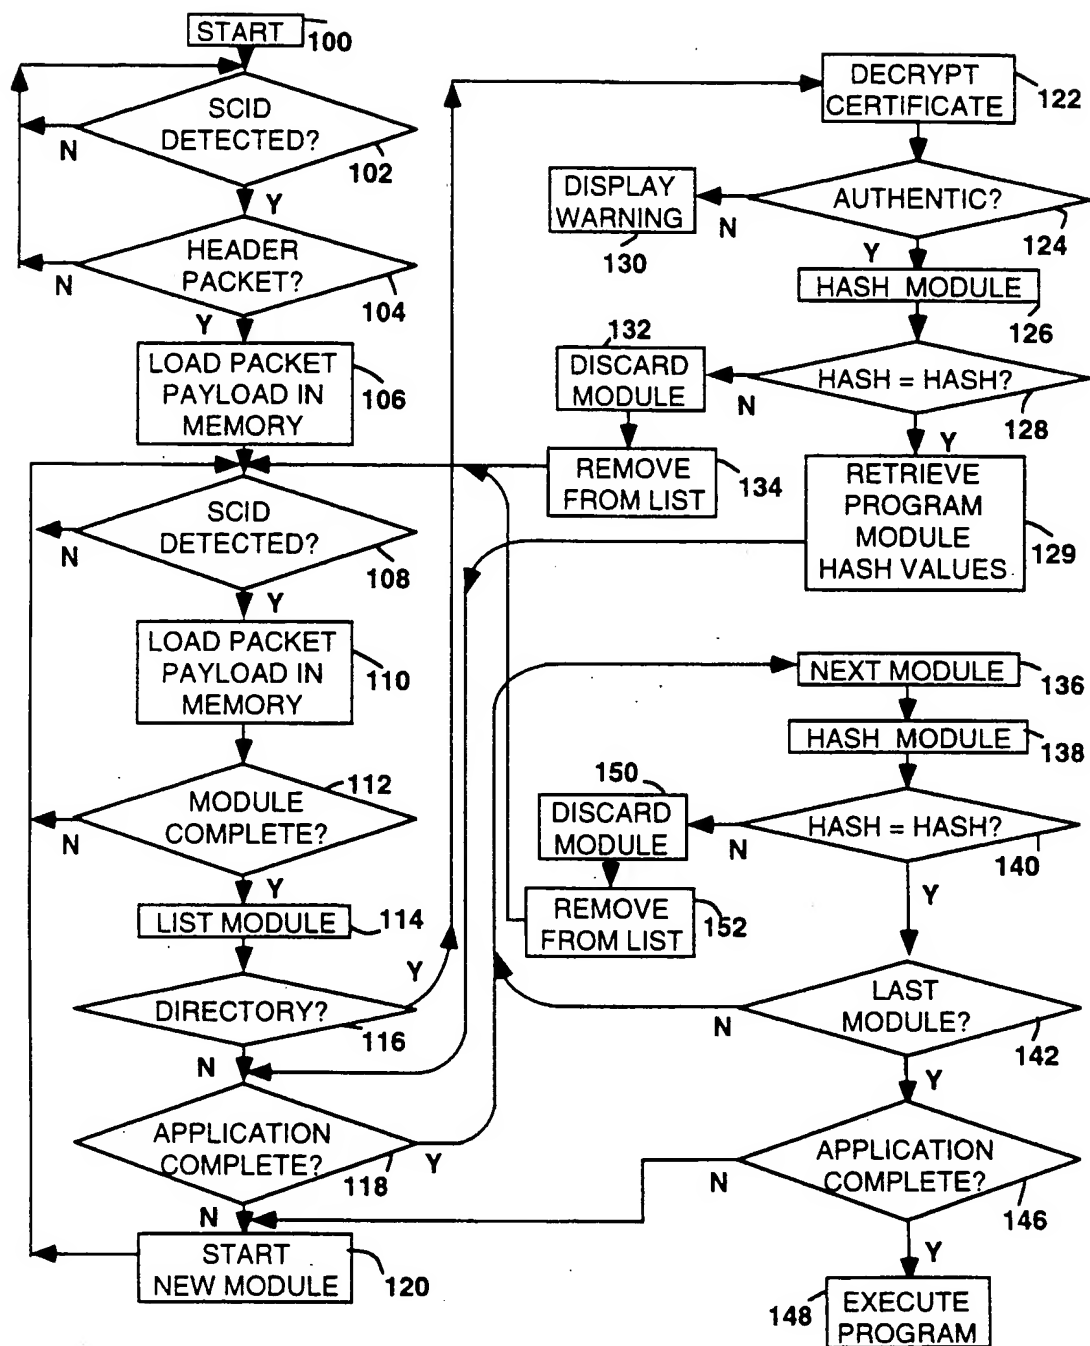 START
100
SCID
DETECTED?
N
102
Y
HEADER
PACKET?
N
104
Y
LOAD PACKET
PAYLOAD IN
MEMORY
106
SCID
DETECTED?
N
108
Y
LOAD PACKET
PAYLOAD IN
MEMORY
110
112
MODULE
COMPLETE?
N
Y
LIST MODULE
114
Y
DIRECTORY?
116
N
APPLICATION
COMPLETE?
118
Y
N
START
NEW MODULE
120
DECRYPT
CERTIFICATE
122
AUTHENTIC?
124
N
Y
DISPLAY
WARNING
130
HASH MODULE
126
132
DISCARD
MODULE
N
HASH = HASH?
128
Y
REMOVE
FROM LIST
134
RETRIEVE
PROGRAM
MODULE
HASH VALUES
129
NEXT MODULE
136
HASH MODULE
138
150
DISCARD
MODULE
N
HASH = HASH?
140
Y
REMOVE
FROM LIST
152
LAST
MODULE?
N
142
Y
APPLICATION
COMPLETE?
N
146
Y
148
EXECUTE
PROGRAM